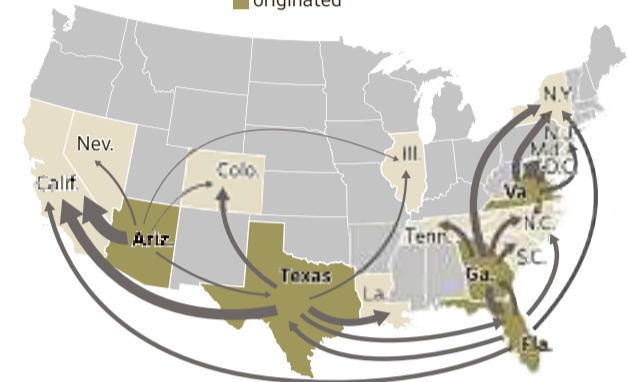 originated
N.Y.
Nev.
N.J.
Md.
D.C.
Ill.
Colo.
Calif.
Va.
Ariz.
Tenn.
N.C.
S.C.
Texas
Ga.
La.
Fla.